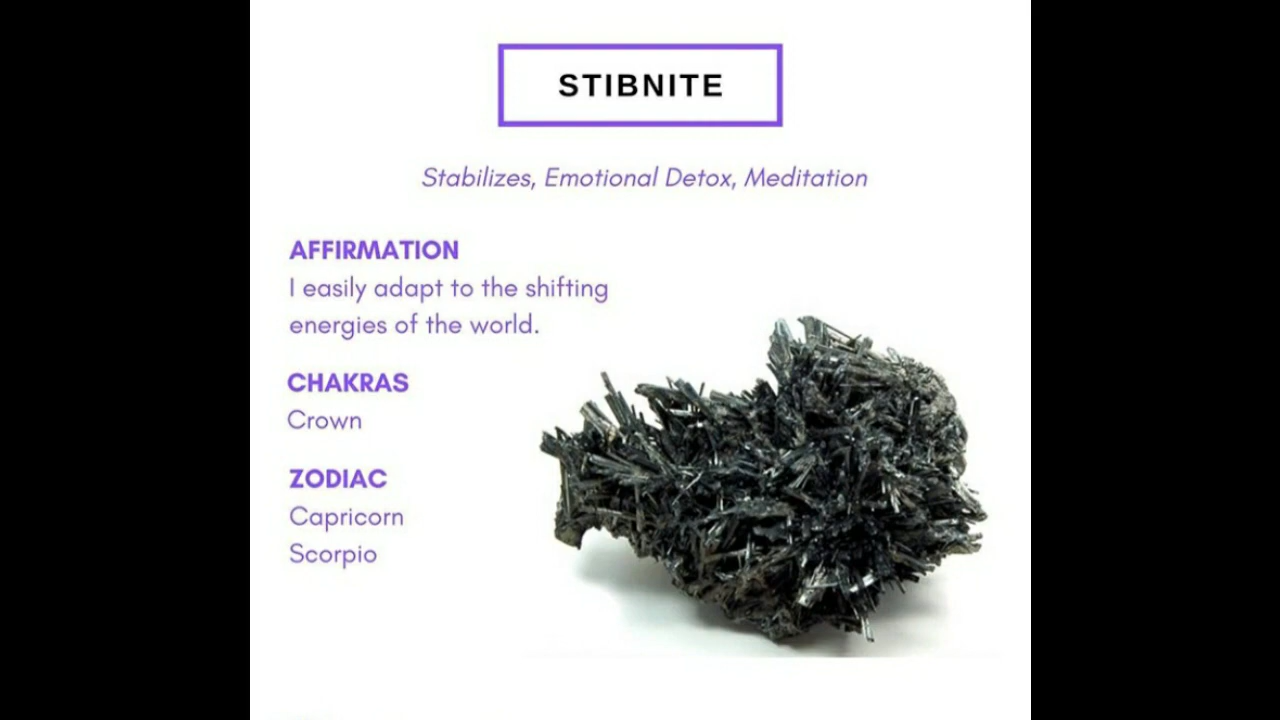 STIBNITE
Stabilizes, Emotional Detox, Meditation
AFFIRMATION
I easily adapt to the shifting
energies of the world.
CHAKRAS
Crown
ZODIAC
Capricorn
Scorpio